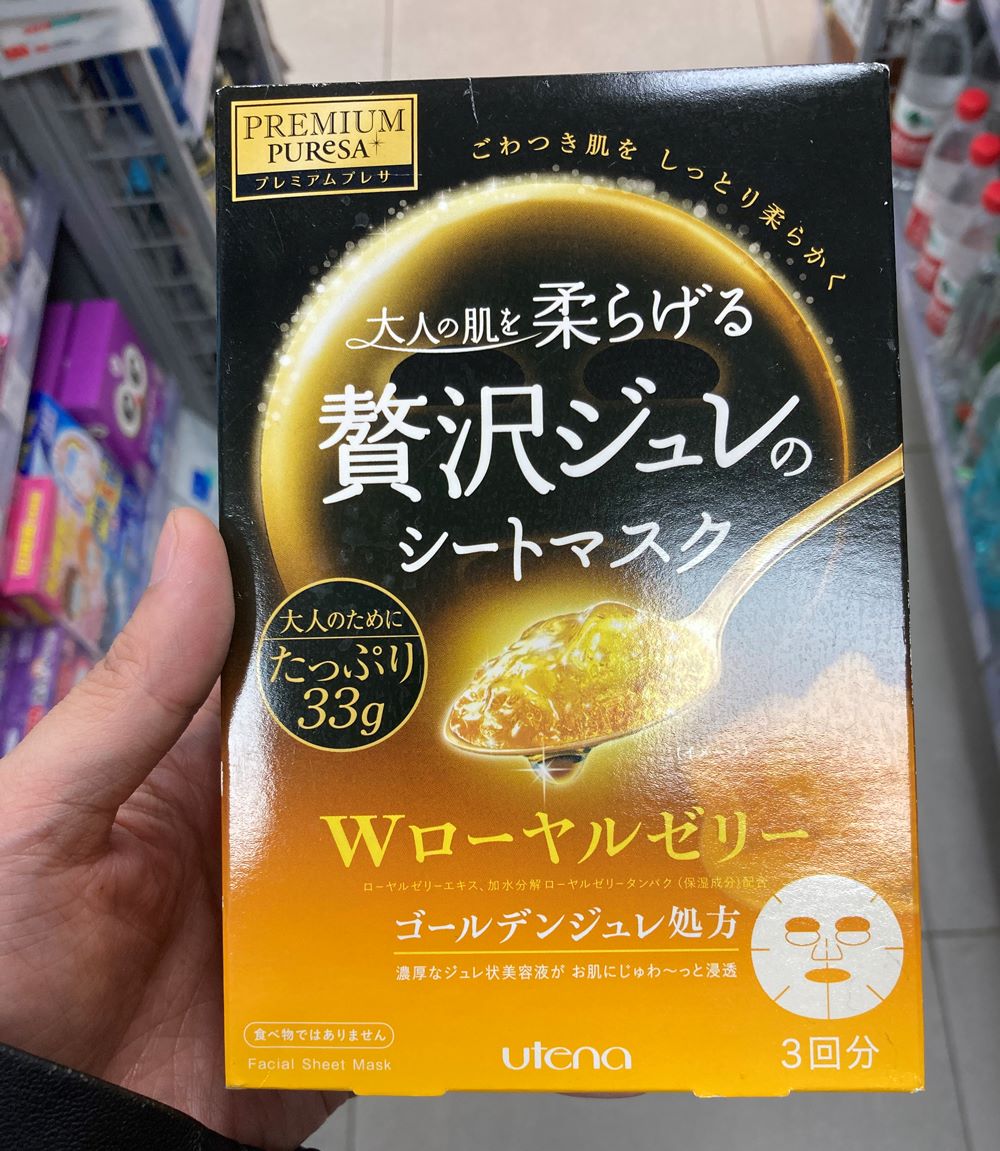 PREMIUM
PUReSA
プレミアムプレサ
ごわつき肌を しっとり柔らかく
大人の肌を 柔らげる
贅沢ジュレの
シートマスク
大人のために
たっぷり
33g
(イメージ)
Wローヤルゼリー
ローヤルゼリーエキス、加水分解ローヤルゼリータンパク(保湿成分)配合
ゴールデンジュレ処方
濃厚なジュレ状美容液が お肌にじゅわ〜っと浸透
食べ物ではありません
Facial Sheet Mask
utena
3回分